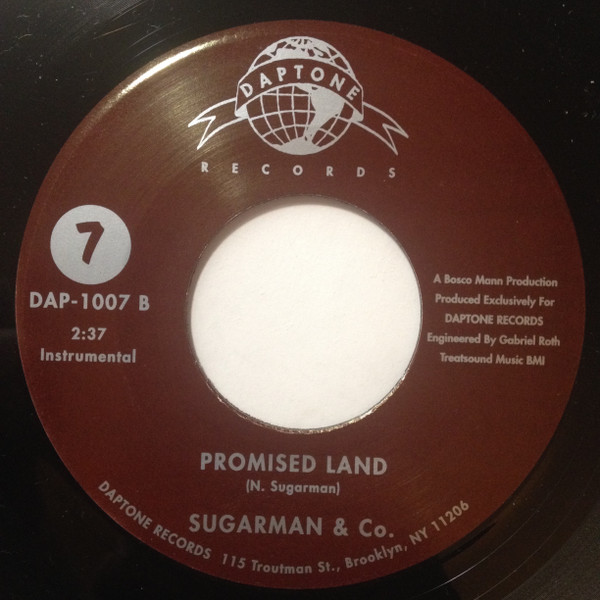 DAPTONE
RECORDS
7
DAP-1007 B
2:37
Instrumental
A Bosco Mann Production
Produced Exclusively For
DAPTONE RECORDS
Engineered By Gabriel Roth
Treatsound Music BMI
PROMISED LAND
(N. Sugarman)
SUGARMAN & Co.
DAPTONE RECORDS 115 Troutman St., Brooklyn, NY 11206